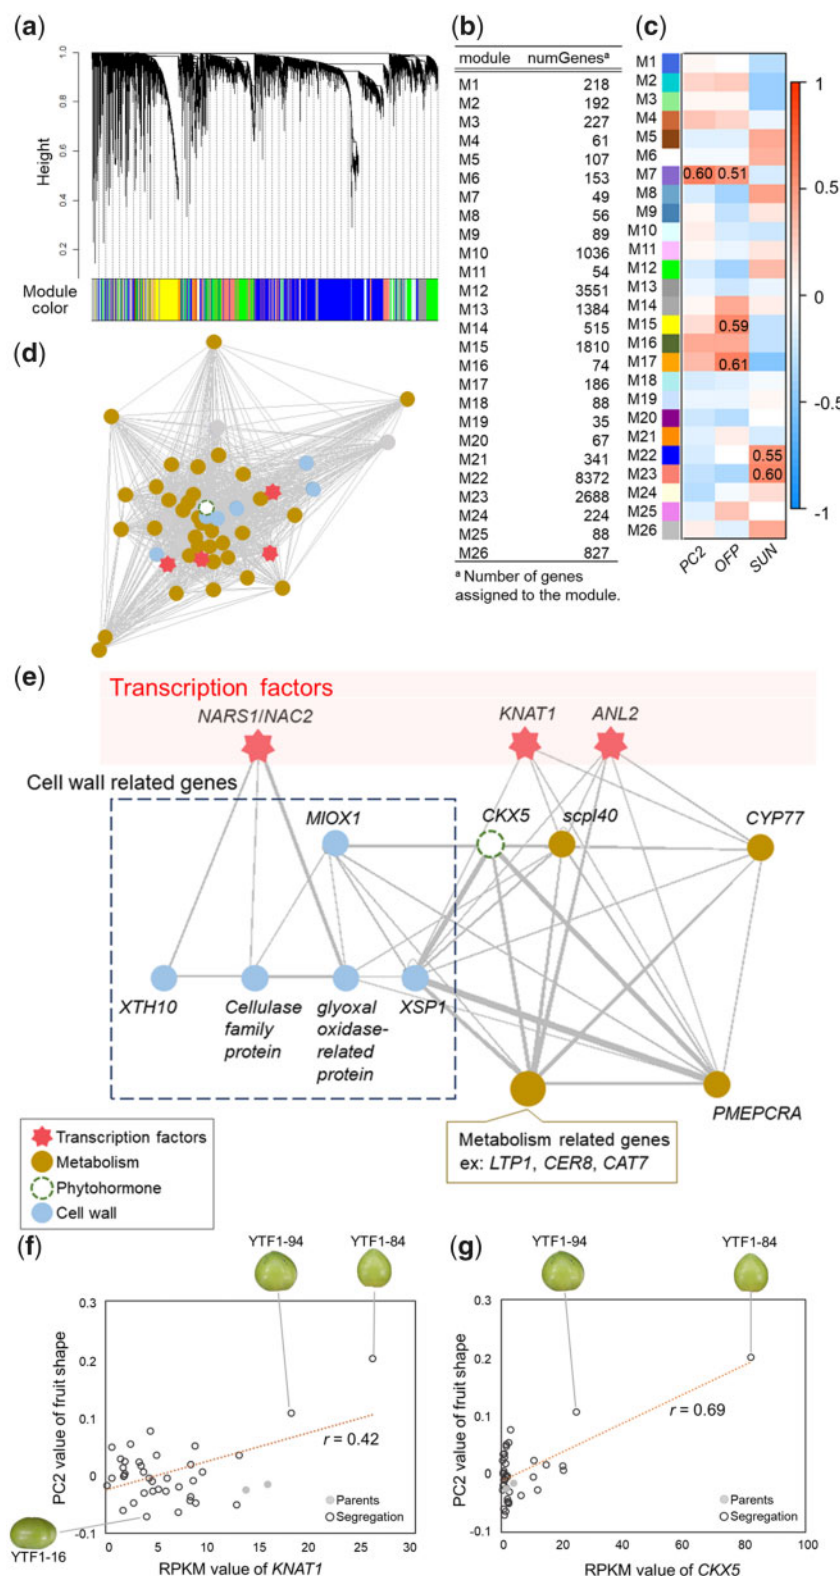 (a)
1.0
0.8
0.6
0.4
0.2
Height
Module
color
(b)
module numGenesa
M1 218
M2 192
M3 227
M4 61
M5 107
M6 153
M7 49
M8 56
M9 89
M10 1036
M11 54
M12 3551
M13 1384
M14 515
M15 1810
M16 74
M17 186
M18 88
M19 35
M20 67
M21 341
M22 8372
M23 2688
M24 224
M25 88
M26 827
a Number of genes
assigned to the module.
(c)
M1
M2
M3
M4
M5
M6
M7 0.60 0.51
M8
M9
M10
M11
M12
M13
M14
M15 0.59
M16
M17 0.61
M18
M19
M20
M21
M22 0.55
M23 0.60
M24
M25
M26
PC2 OFP SUN
1
0.5
0
-0.5
-1
(d)
(e)
Transcription factors
NARS1/NAC2 KNAT1 ANL2
Cell wall related genes
MIOX1 CKX5 scpl40 CYP77
XTH10 Cellulase family protein glyoxal oxidase-related protein XSP1
PMEPCRA
Metabolism related genes
ex: LTP1, CER8, CAT7
Transcription factors
Metabolism
Phytohormone
Cell wall
(f)
YTF1-94 YTF1-84
0.3
0.2
0.1
0
-0.1
PC2 value of fruit shape
r = 0.42
Parents
Segregation
YTF1-16
0 5 10 15 20 25 30
RPKM value of KNAT1
(g)
YTF1-94 YTF1-84
0.3
0.2
0.1
0
-0.1
PC2 value of fruit shape
r = 0.69
Parents
Segregation
0 20 40 60 80 100
RPKM value of CKX5